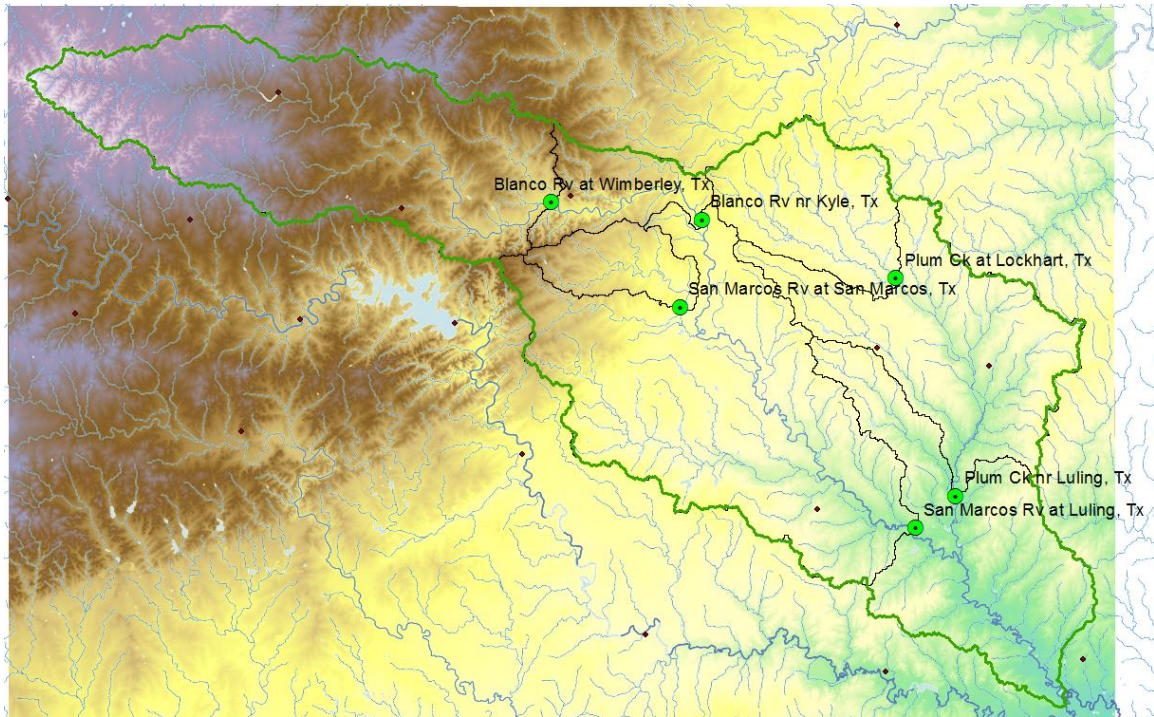 Blanco Rv at Wimberley, Tx
Blanco Rv nr Kyle, Tx
Plum Ck at Lockhart, Tx
San Marcos Rv at San Marcos, Tx
Plum Ck nr Luling, Tx
San Marcos Rv at Luling, Tx